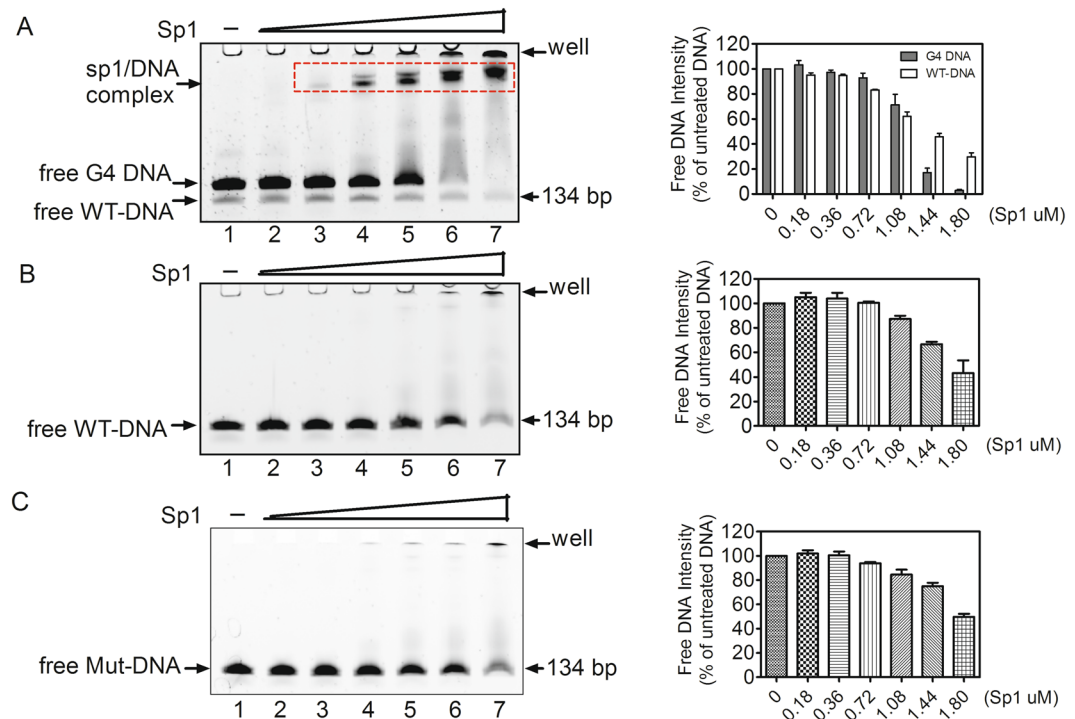 A
Sp1
–
well
sp1/DNA
complex
free G4 DNA
free WT-DNA
134 bp
1 2 3 4 5 6 7
Free DNA Intensity
(% of untreated DNA)
120
100
80
60
40
20
0
G4 DNA
WT-DNA
0 0.18 0.36 0.72 1.08 1.44 1.80 (Sp1 uM)
B
Sp1
–
well
free WT-DNA
134 bp
1 2 3 4 5 6 7
Free DNA Intensity
(% of untreated DNA)
120
100
80
60
40
20
0
0 0.18 0.36 0.72 1.08 1.44 1.80 (Sp1 uM)
C
Sp1
–
well
free Mut-DNA
134 bp
1 2 3 4 5 6 7
Free DNA Intensity
(% of untreated DNA)
120
100
80
60
40
20
0
0 0.18 0.36 0.72 1.08 1.44 1.80 (Sp1 uM)